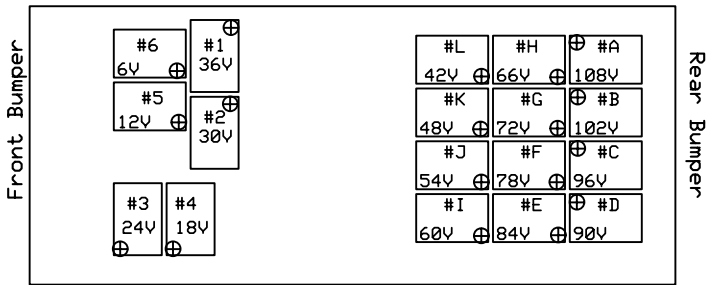 Front Bumper
#6
6V
#1
36V
#5
12V
#2
30V
#3
24V
#4
18V
#L
42V
#H
66V
#A
108V
#K
48V
#G
72V
#B
102V
#J
54V
#F
78V
#C
96V
#I
60V
#E
84V
#D
90V
Rear Bumper